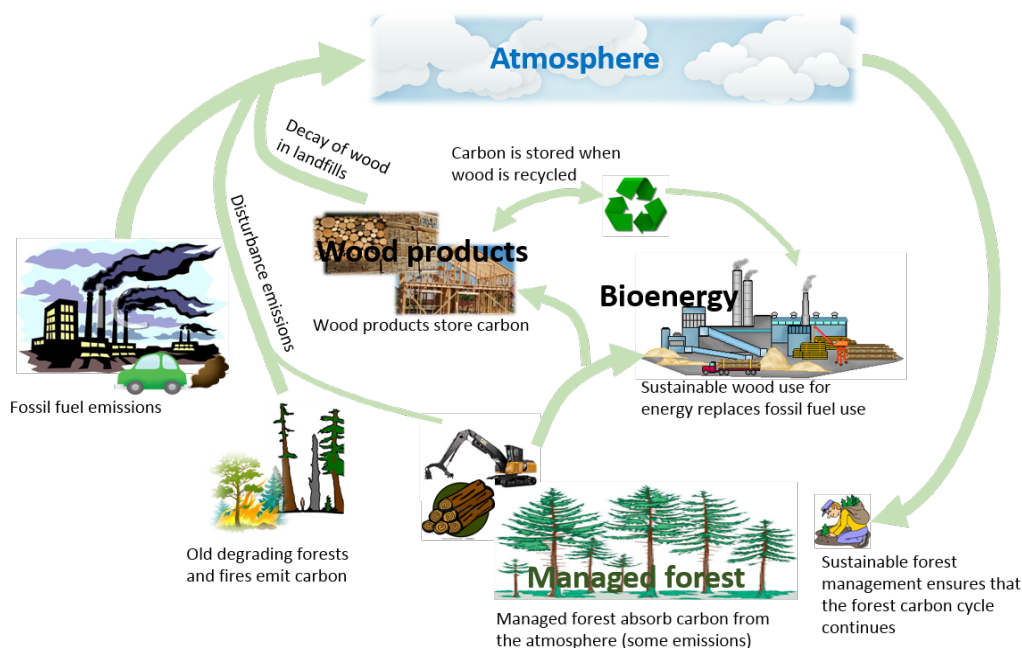 Atmosphere
Decay of wood
in landfills
Carbon is stored when
wood is recycled
Disturbance emissions
Wood products
Wood products store carbon
Bioenergy
Sustainable wood use for
energy replaces fossil fuel use
Fossil fuel emissions
Old degrading forests
and fires emit carbon
Managed forest
Managed forest absorb carbon from
the atmosphere (some emissions)
Sustainable forest
management ensures that
the forest carbon cycle
continues